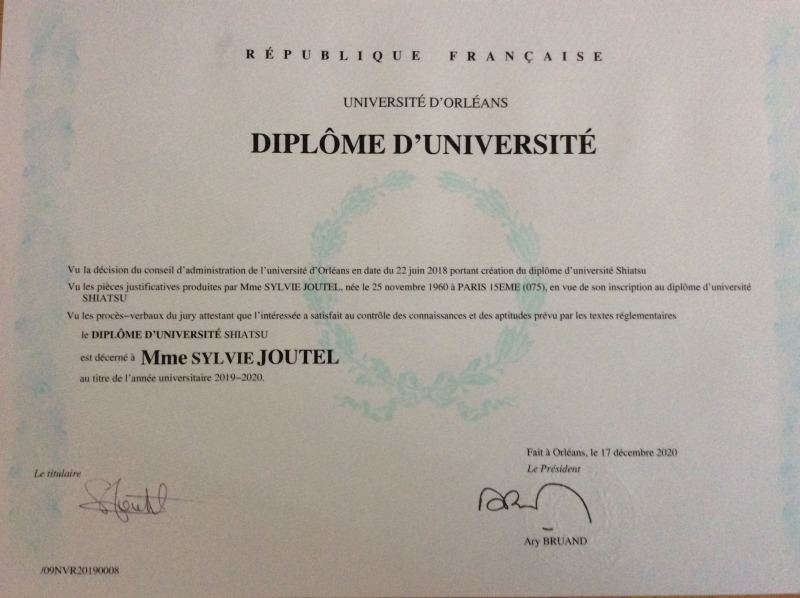 RÉPUBLIQUE FRANÇAISE
UNIVERSITÉ D'ORLÉANS
DIPLÔME D'UNIVERSITÉ
Vu la décision du conseil d'administration de l'université d'Orléans en date du 22 juin 2018 portant création du diplôme d'université Shiatsu
Vu les pièces justificatives produites par Mme SYLVIE JOUTEL, née le 25 novembre 1960 à PARIS 15EME (075), en vue de son inscription au diplôme d'université
SHIATSU
Vu les procès-verbaux du jury attestant que l'intéressée a satisfait au contrôle des connaissances et des aptitudes prévu par les textes réglementaires
le DIPLÔME D'UNIVERSITÉ SHIATSU
est décerné à Mme SYLVIE JOUTEL
au titre de l'année universitaire 2019-2020.
Fait à Orléans, le 17 décembre 2020
Le Président
Le titulaire
SJoutel
Ary BRUAND
/09NVR20190008